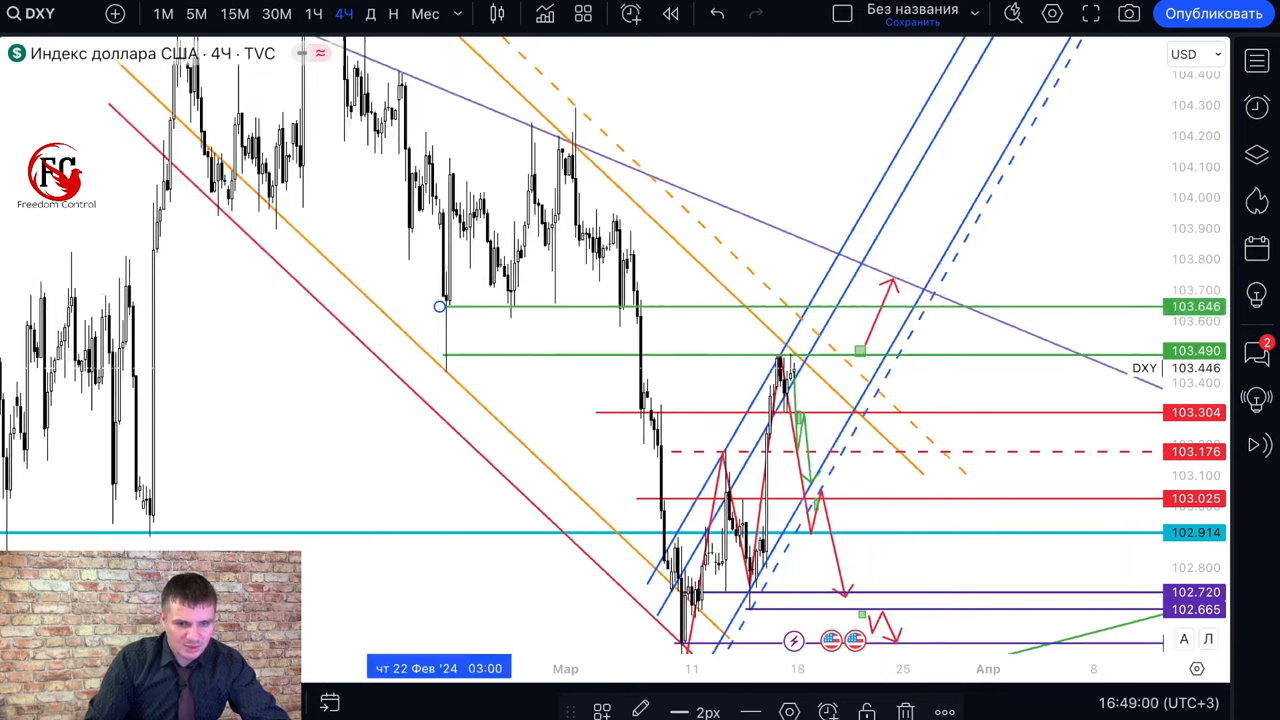 DXY
1М 5М 15М 30М 1Ч 4Ч Д Н Мес
Без названия
Сохранить
Опубликовать
$ Индекс доллара США · 4Ч · TVC
USD
FC
Freedom Control
104.400
104.300
104.200
104.100
104.000
103.900
103.800
103.700
103.646
103.600
103.490
DXY 103.446
103.400
103.304
103.176
103.100
103.025
102.914
102.800
102.720
102.665
А Л
2
чт 22 Фев '24 03:00
Мар 11 18 25 Апр 8
2px
16:49:00 (UTC+3)